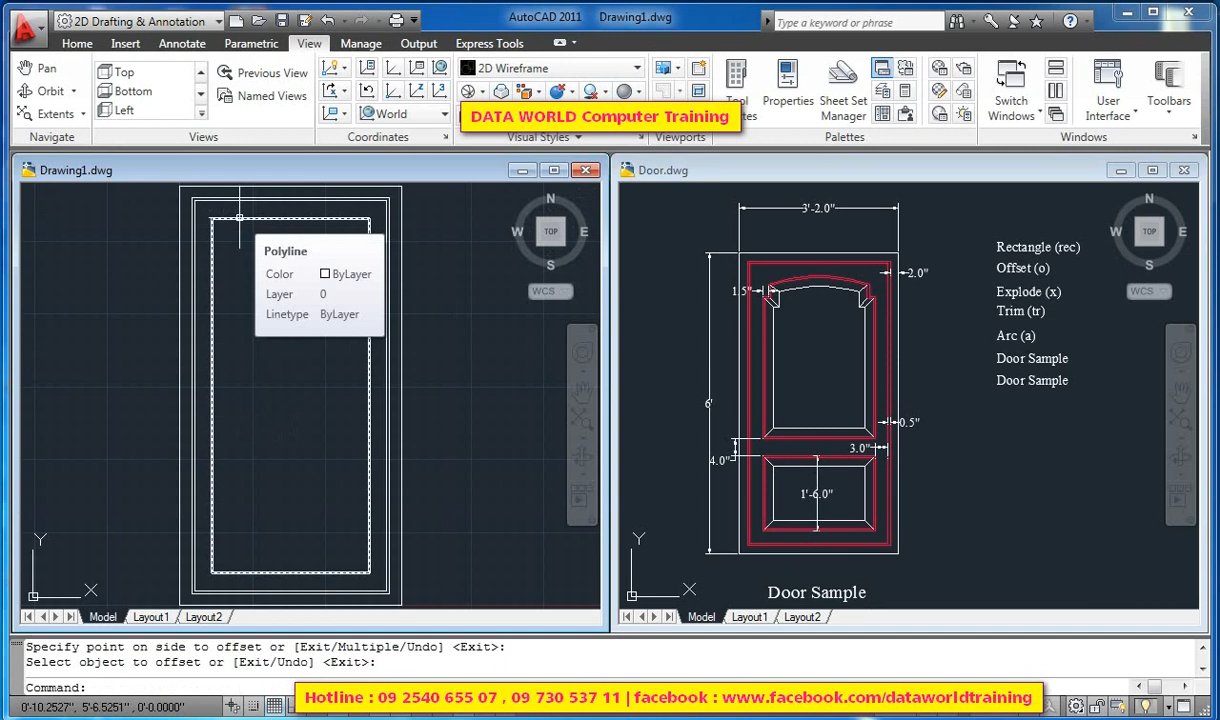 2D Drafting & Annotation
AutoCAD 2011 Drawing1.dwg
Type a keyword or phrase
Home Insert Annotate Parametric View Manage Output Express Tools
Pan
Orbit
Extents
Navigate
Top
Bottom
Left
Previous View
Named Views
Views
World
Coordinates
2D Wireframe
DATA WORLD Computer Training
Visual Styles
Viewports
Tool
Properties
Sheet Set
Manager
Palettes
Switch
Windows
User
Interface
Toolbars
Windows
Drawing1.dwg
Polyline
Color ByLayer
Layer 0
Linetype ByLayer
N
W TOP E
S
WCS
Y
X
Model Layout1 Layout2
Door.dwg
3'-2.0"
2.0"
1.5"
6'
0.5"
3.0"
4.0"
1'-6.0"
Door Sample
Rectangle (rec)
Offset (o)
Explode (x)
Trim (tr)
Arc (a)
Door Sample
Door Sample
N
W TOP E
S
WCS
Y
X
Model Layout1 Layout2
Specify point on side to offset or [Exit/Multiple/Undo] <Exit>:
Select object to offset or [Exit/Undo] <Exit>:
Command:
0'-10.2527", 5'-6.5251", 0'-0.0000"
Hotline : 09 2540 655 07 , 09 730 537 11 | facebook : www.facebook.com/dataworldtraining